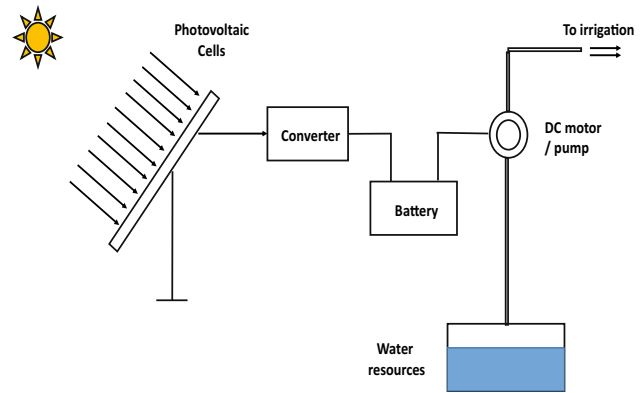 Photovoltaic
Cells
To irrigation
Converter
DC motor
/ pump
Battery
Water
resources